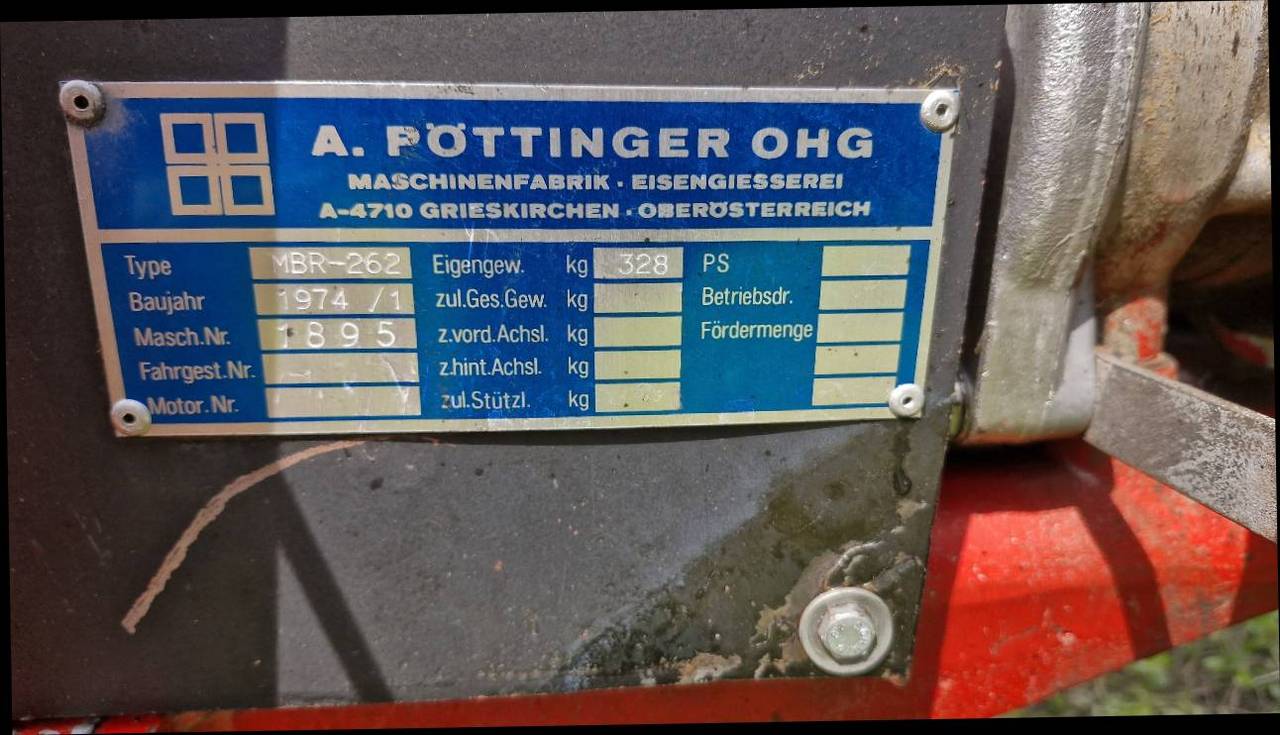 A. PÖTTINGER OHG
MASCHINENFABRIK · EISENGIESSEREI
A-4710 GRIESKIRCHEN · OBERÖSTERREICH
Type MBR-262 Eigengew. kg 328 PS
Baujahr 1974 /1 zul.Ges.Gew. kg Betriebsdr.
Masch.Nr. 1895 z.vord.Achsl. kg Fördermenge
Fahrgest.Nr. z.hint.Achsl. kg
Motor.Nr. zul.Stützl. kg